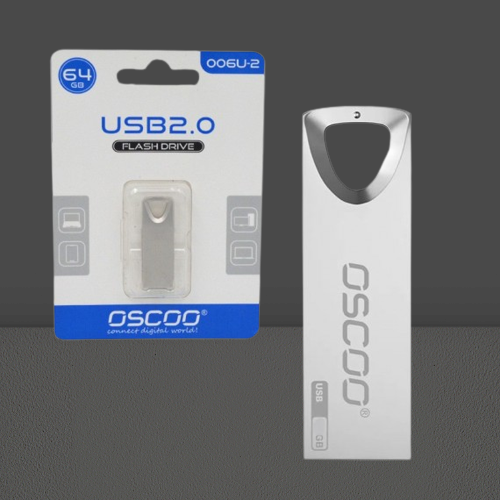 64
GB
006U-2
USB2.0
FLASH DRIVE
OSCOO®
connect digital world!
OSCOO®
USB
GB